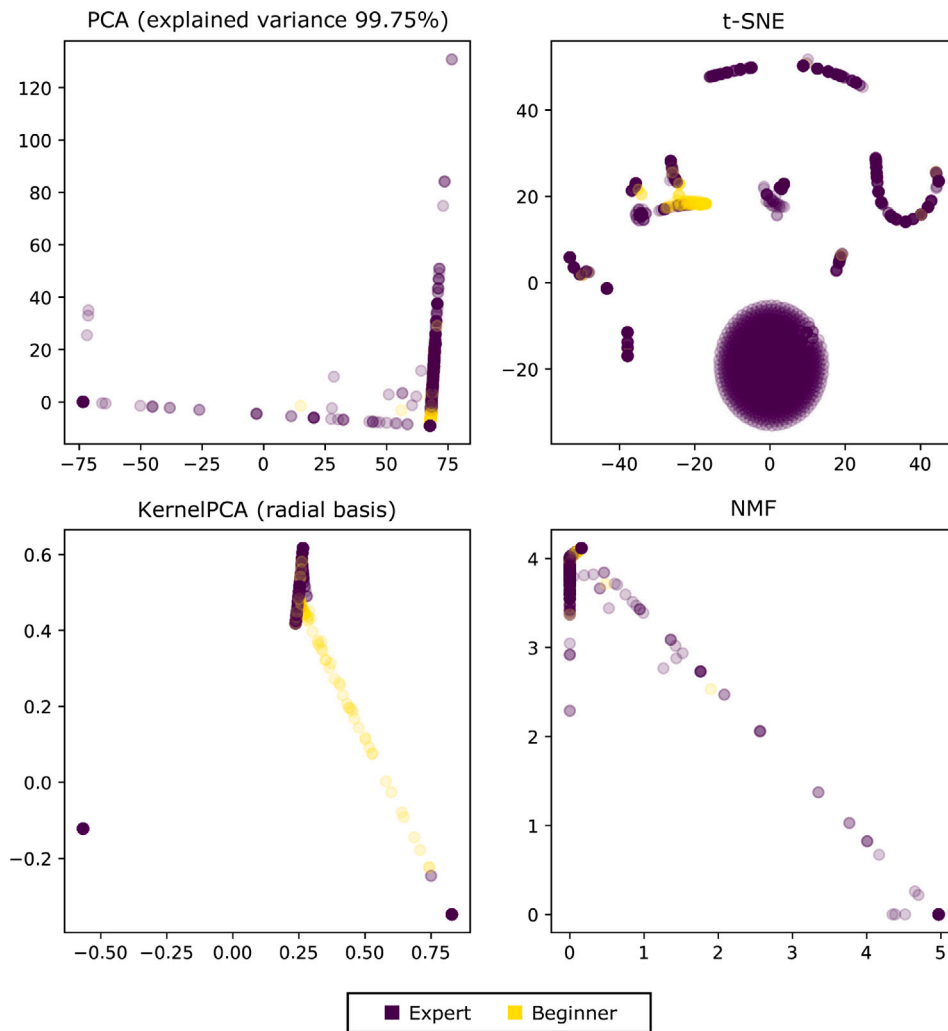 PCA (explained variance 99.75%)
120
100
80
60
40
20
0
−75 −50 −25 0 25 50 75
t-SNE
40
20
0
−20
−40 −20 0 20 40
KernelPCA (radial basis)
0.6
0.4
0.2
0.0
−0.2
−0.50 −0.25 0.00 0.25 0.50 0.75
NMF
4
3
2
1
0
0 1 2 3 4 5
Expert Beginner